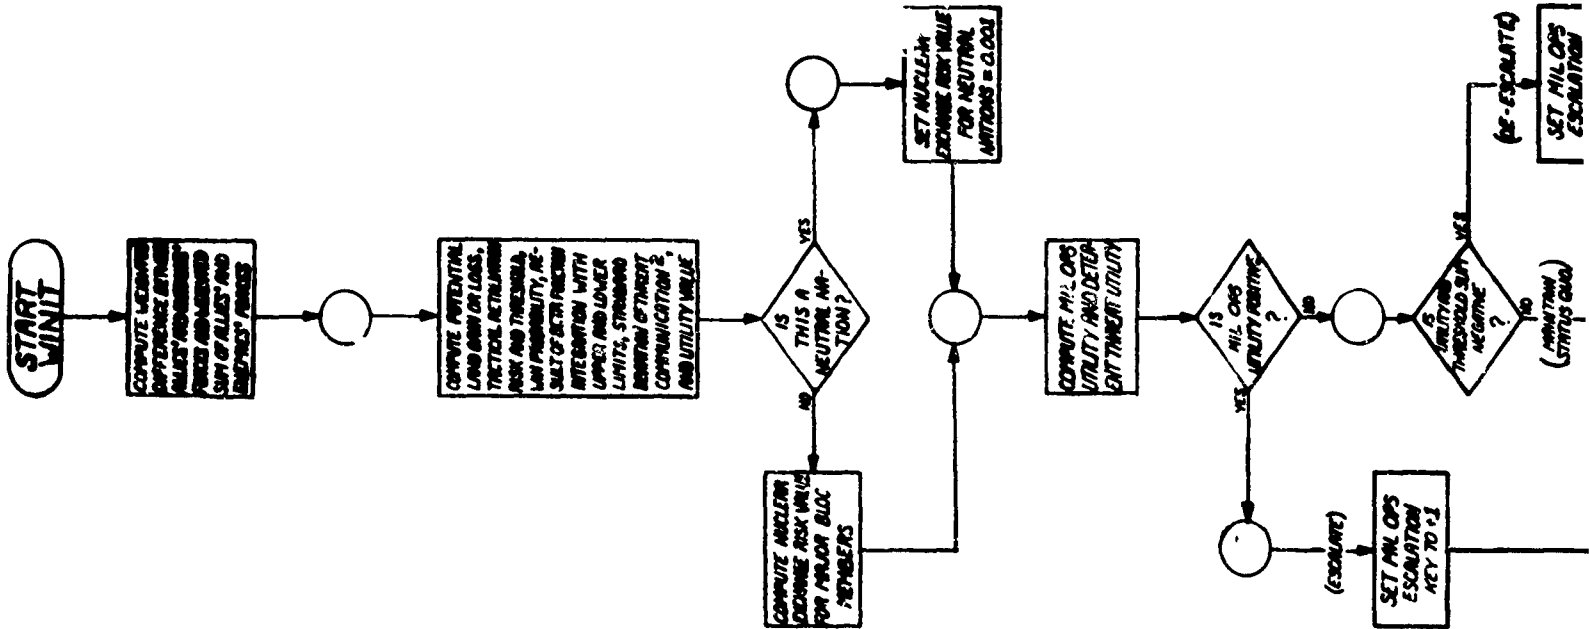 START
WINIT
COMPUTE WEIGHTED
DIFFERENCE BETWEEN
ALLIES' AND ENEMIES'
FORCES AND WEIGHTED
SUM OF ALLIES' AND
ENEMIES' FORCES
COMPUTE POTENTIAL
LAND GAIN OR LOSS,
TACTICAL RETALIATION
RISK AND THRESHOLD,
WIN PROBABILITY, RE-
SULT OF BETA FUNCTION
INTEGRATION WITH
UPPER AND LOWER
LIMITS, STANDARD
DEVIATION OF THREAT
COMMUNICATION,
AND UTILITY VALUE
IS
THIS A
NEUTRAL NA-
TION?
YES
NO
SET NUCLEAR
EXCHANGE RISK VALUE
FOR NEUTRAL
NATIONS = 0.001
COMPUTE NUCLEAR
EXCHANGE RISK VALUE
FOR MAJOR BLOC
MEMBERS
COMPUTE MIL OPS
UTILITY AND DETER-
ENT THREAT UTILITY
IS
MIL OPS
UTILITY POSITIVE
?
YES
NO
(ESCALATE)
SET MIL OPS
ESCALATION
KEY TO +1
IS
UTILITY AND
THRESHOLD SUM
NEGATIVE
?
YES
NO
(DE-ESCALATE)
SET MIL OPS
ESCALATION
(MAINTAIN
STATUS QUO)